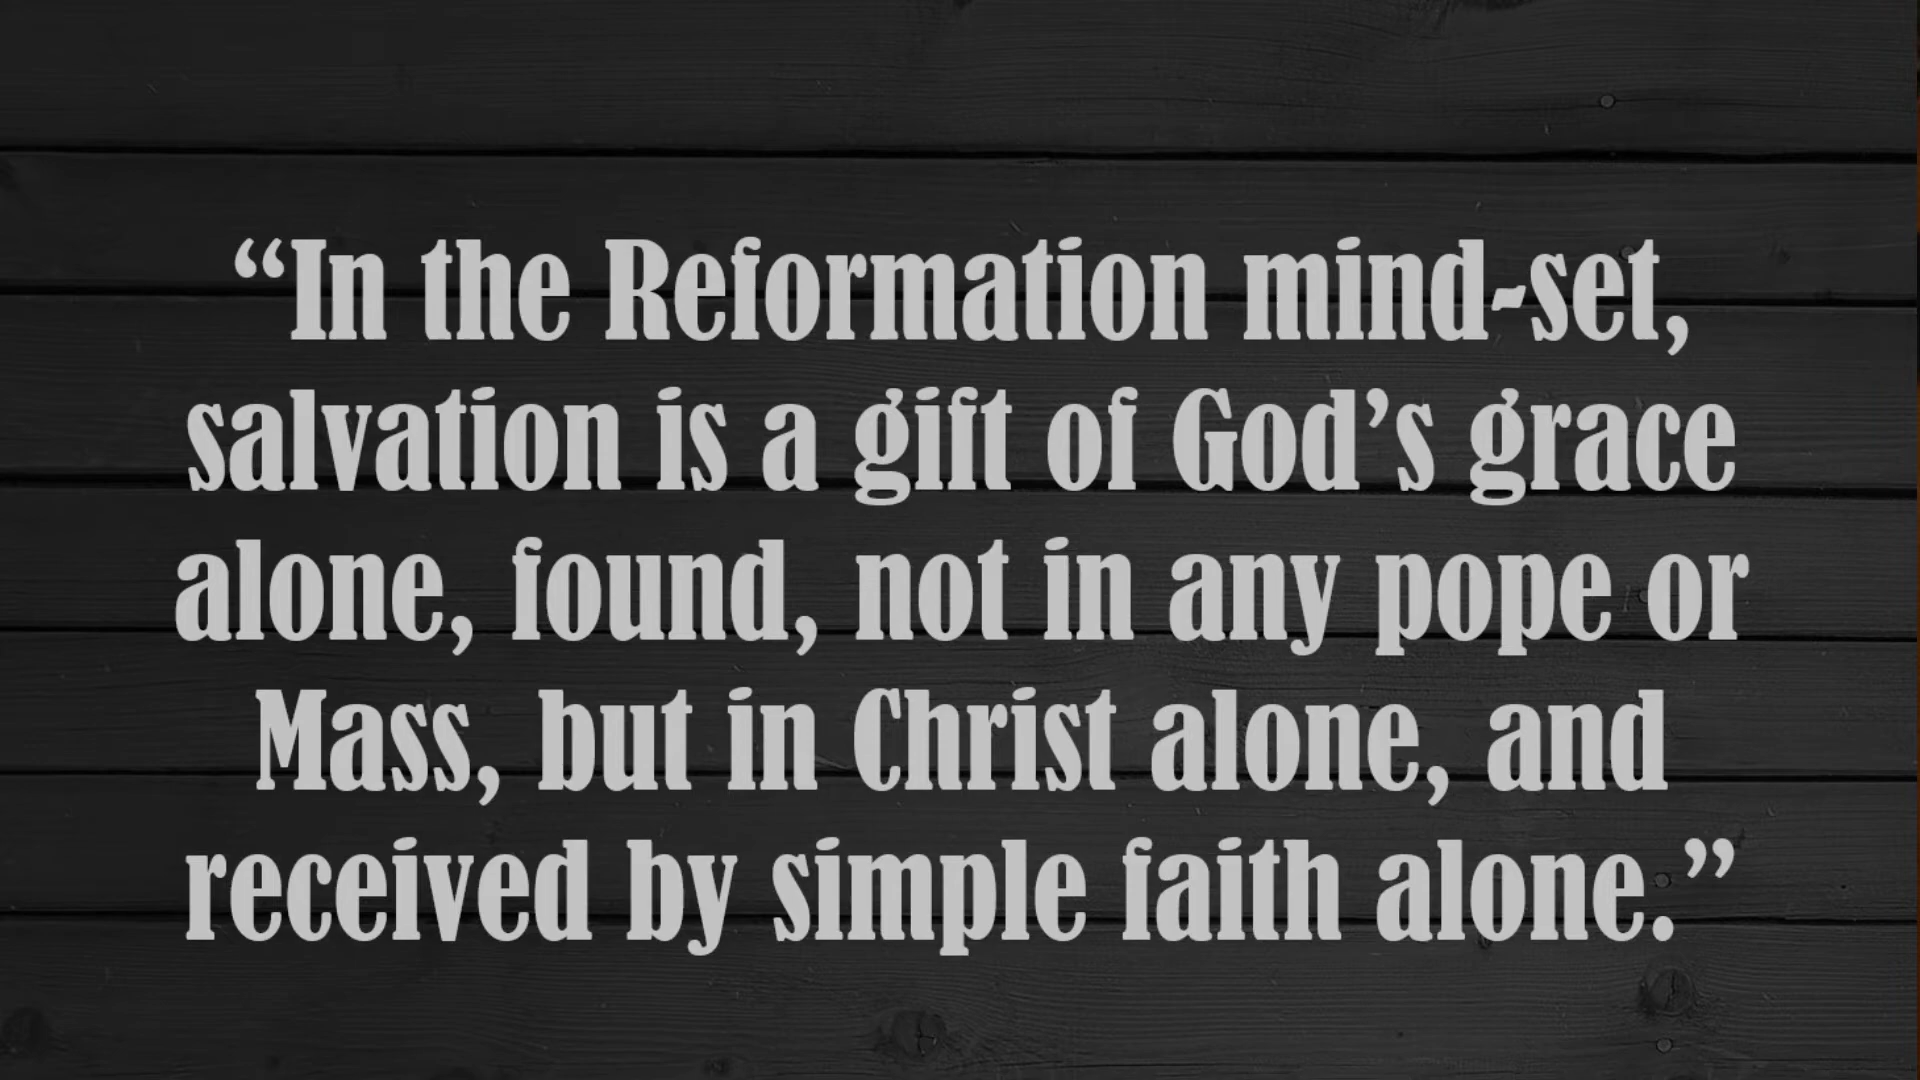 “In the Reformation mind-set,
salvation is a gift of God’s grace
alone, found, not in any pope or
Mass, but in Christ alone, and
received by simple faith alone.”